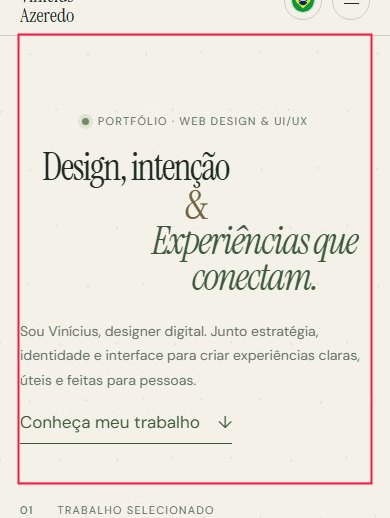 Vinícius
Azeredo
PORTFÓLIO · WEB DESIGN & UI/UX
Design, intenção
&
Experiências que
conectam.
Sou Vinícius, designer digital. Junto estratégia,
identidade e interface para criar experiências claras,
úteis e feitas para pessoas.
Conheça meu trabalho ↓
01 TRABALHO SELECIONADO